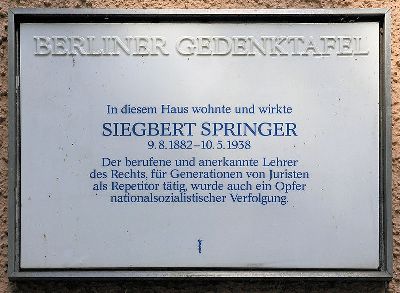 BERLINER GEDENKTAFEL
In diesem Haus wohnte und wirkte
SIEGBERT SPRINGER
9. 8. 1882–10. 5. 1938
Der berufene und anerkannte Lehrer
des Rechts, für Generationen von Juristen
als Repetitor tätig, wurde auch ein Opfer
nationalsozialistischer Verfolgung.